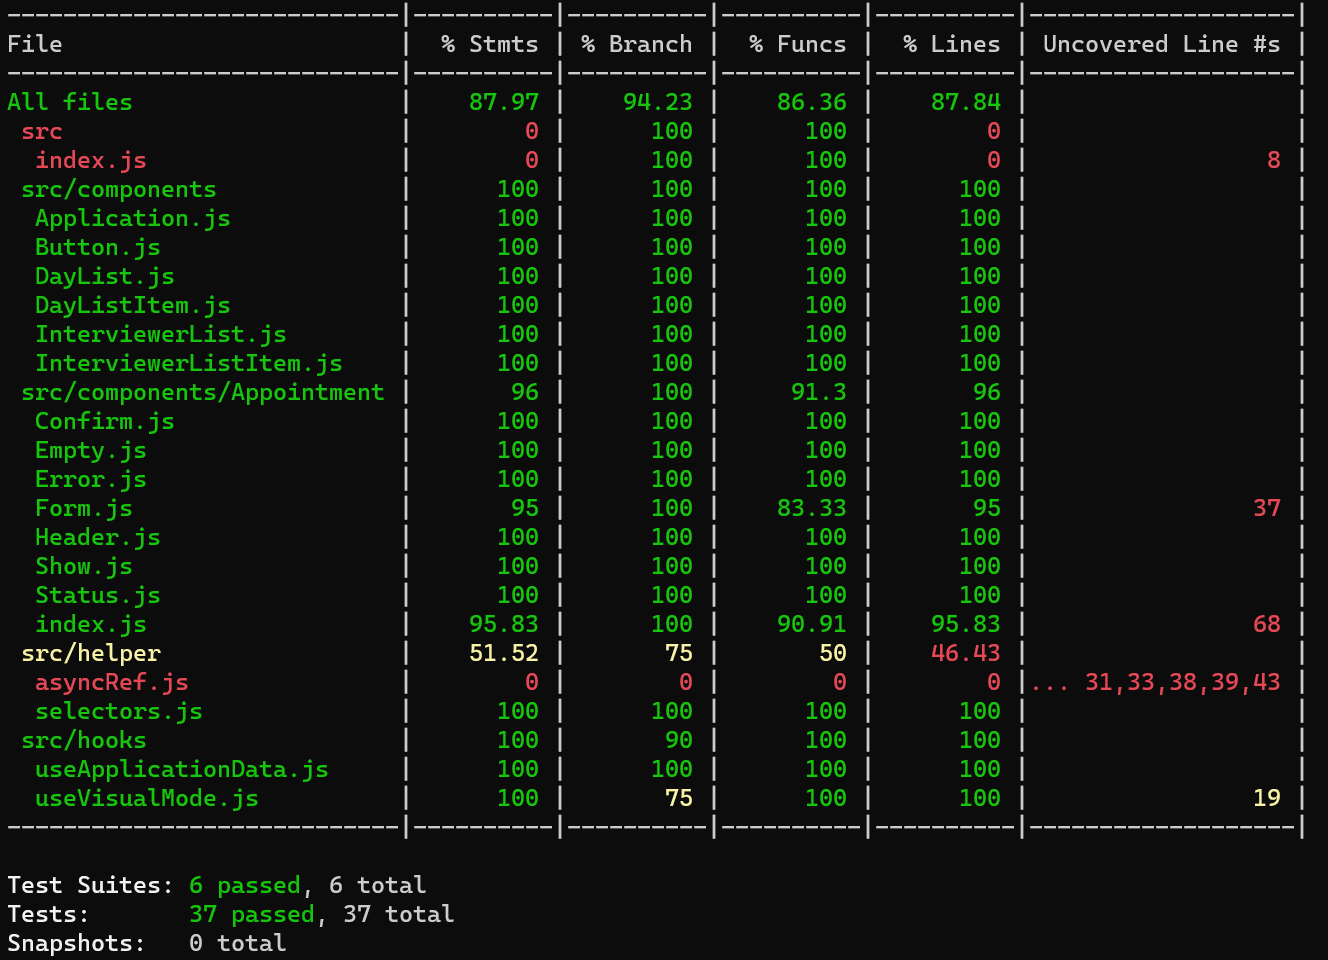 File | % Stmts | % Branch | % Funcs | % Lines | Uncovered Line #s |
All files | 87.97 | 94.23 | 86.36 | 87.84 | |
src | 0 | 100 | 100 | 0 | |
index.js | 0 | 100 | 100 | 0 | 8 |
src/components | 100 | 100 | 100 | 100 | |
Application.js | 100 | 100 | 100 | 100 | |
Button.js | 100 | 100 | 100 | 100 | |
DayList.js | 100 | 100 | 100 | 100 | |
DayListItem.js | 100 | 100 | 100 | 100 | |
InterviewerList.js | 100 | 100 | 100 | 100 | |
InterviewerListItem.js | 100 | 100 | 100 | 100 | |
src/components/Appointment | 96 | 100 | 91.3 | 96 | |
Confirm.js | 100 | 100 | 100 | 100 | |
Empty.js | 100 | 100 | 100 | 100 | |
Error.js | 100 | 100 | 100 | 100 | |
Form.js | 95 | 100 | 83.33 | 95 | 37 |
Header.js | 100 | 100 | 100 | 100 | |
Show.js | 100 | 100 | 100 | 100 | |
Status.js | 100 | 100 | 100 | 100 | |
index.js | 95.83 | 100 | 90.91 | 95.83 | 68 |
src/helper | 51.52 | 75 | 50 | 46.43 | |
asyncRef.js | 0 | 0 | 0 | 0 |... 31,33,38,39,43 |
selectors.js | 100 | 100 | 100 | 100 | |
src/hooks | 100 | 90 | 100 | 100 | |
useApplicationData.js | 100 | 100 | 100 | 100 | |
useVisualMode.js | 100 | 75 | 100 | 100 | 19 |
Test Suites: 6 passed, 6 total
Tests: 37 passed, 37 total
Snapshots: 0 total